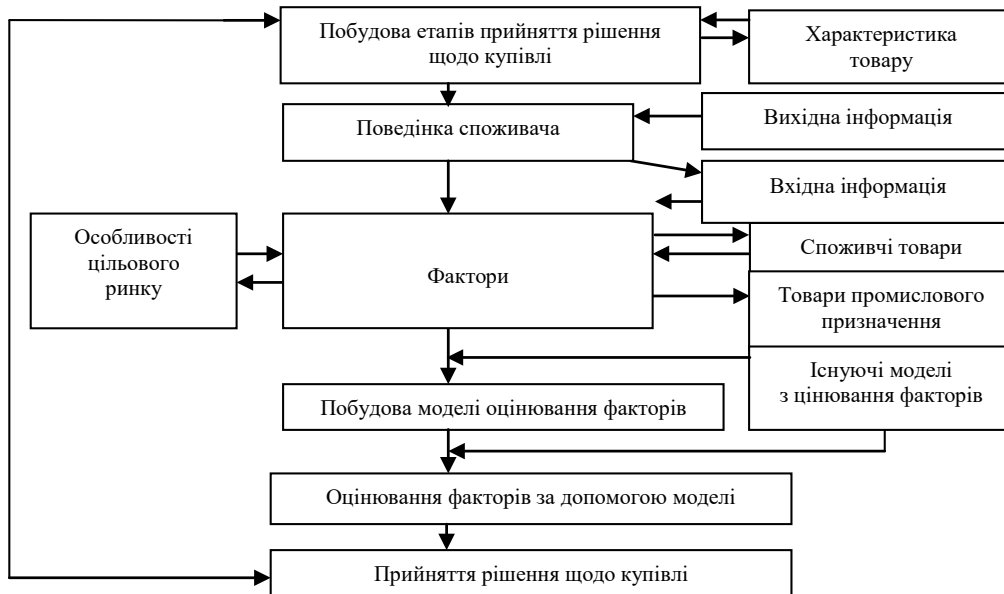 Побудова етапів прийняття рішення
щодо купівлі
Характеристика
товару
Поведінка споживача
Вихідна інформація
Вхідна інформація
Особливості
цільового
ринку
Фактори
Споживчі товари
Товари промислового
призначення
Існуючі моделі
з цінювання факторів
Побудова моделі оцінювання факторів
Оцінювання факторів за допомогою моделі
Прийняття рішення щодо купівлі